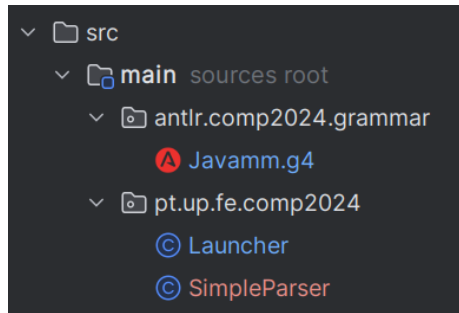 src
main sources root
antlr.comp2024.grammar
Javamm.g4
pt.up.fe.comp2024
Launcher
SimpleParser